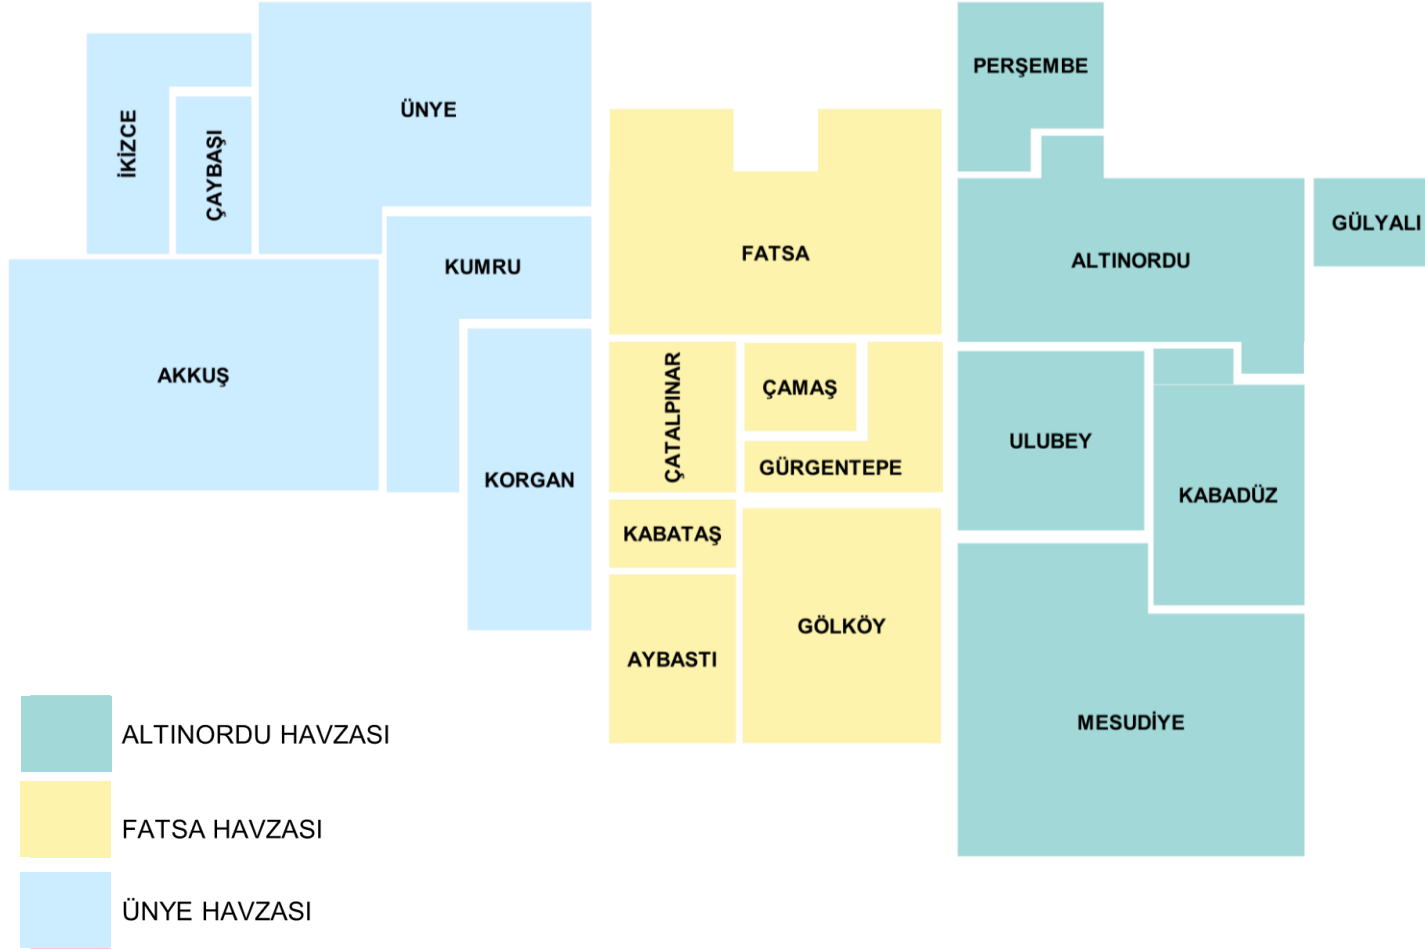 PERŞEMBE
ÜNYE
İKİZCE
ÇAYBAŞI
GÜLYALI
FATSA
ALTINORDU
KUMRU
AKKUŞ
ÇATALPINAR
ÇAMAŞ
ULUBEY
GÜRGENTEPE
KORGAN
KABADÜZ
KABATAŞ
GÖLKÖY
AYBASTI
MESUDİYE
ALTINORDU HAVZASI
FATSA HAVZASI
ÜNYE HAVZASI